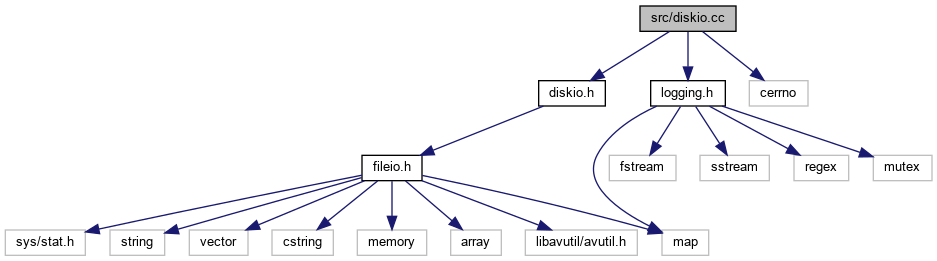 src/diskio.cc
diskio.h
logging.h
cerrno
fileio.h
fstream
sstream
regex
mutex
sys/stat.h
string
vector
cstring
memory
array
libavutil/avutil.h
map